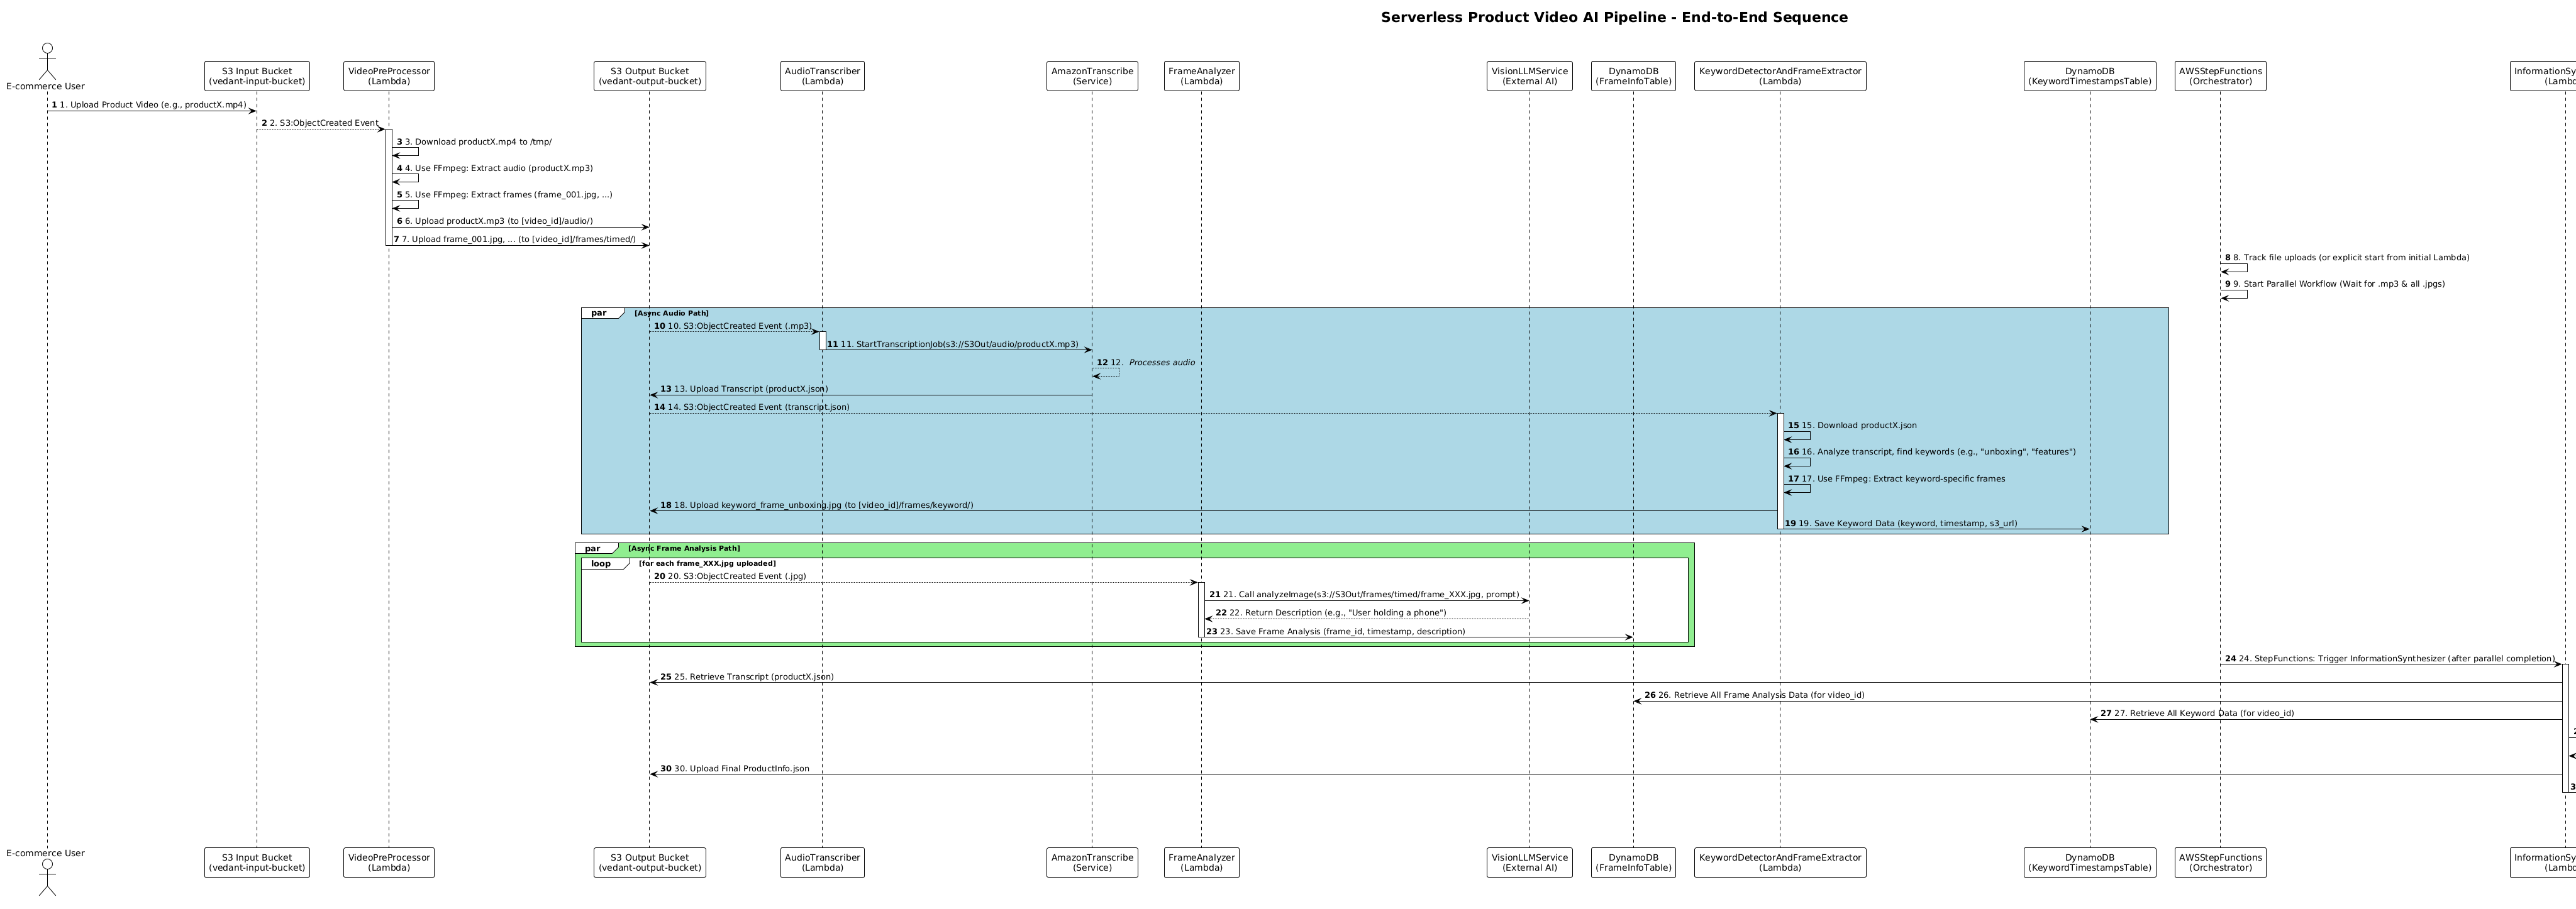 Serverless Product Video AI Pipeline - End-to-End Sequence
E-commerce User
S3 Input Bucket
(vedant-input-bucket)
VideoPreProcessor
(Lambda)
S3 Output Bucket
(vedant-output-bucket)
AudioTranscriber
(Lambda)
AmazonTranscribe
(Service)
FrameAnalyzer
(Lambda)
VisionLLMService
(External AI)
DynamoDB
(FrameInfoTable)
KeywordDetectorAndFrameExtractor
(Lambda)
DynamoDB
(KeywordTimestampsTable)
AWSStepFunctions
(Orchestrator)
InformationSy
(Lambd
1 1. Upload Product Video (e.g., productX.mp4)
2 2. S3:ObjectCreated Event
3 3. Download productX.mp4 to /tmp/
4 4. Use FFmpeg: Extract audio (productX.mp3)
5 5. Use FFmpeg: Extract frames (frame_001.jpg, ...)
6 6. Upload productX.mp3 (to [video_id]/audio/)
7 7. Upload frame_001.jpg, ... (to [video_id]/frames/timed/)
8 8. Track file uploads (or explicit start from initial Lambda)
9 9. Start Parallel Workflow (Wait for .mp3 & all .jpgs)
par [Async Audio Path]
10 10. S3:ObjectCreated Event (.mp3)
11 11. StartTranscriptionJob(s3://S3Out/audio/productX.mp3)
12 12. Processes audio
13 13. Upload Transcript (productX.json)
14 14. S3:ObjectCreated Event (transcript.json)
15 15. Download productX.json
16 16. Analyze transcript, find keywords (e.g., "unboxing", "features")
17 17. Use FFmpeg: Extract keyword-specific frames
18 18. Upload keyword_frame_unboxing.jpg (to [video_id]/frames/keyword/)
19 19. Save Keyword Data (keyword, timestamp, s3_url)
par [Async Frame Analysis Path]
loop [for each frame_XXX.jpg uploaded]
20 20. S3:ObjectCreated Event (.jpg)
21 21. Call analyzeImage(s3://S3Out/frames/timed/frame_XXX.jpg, prompt)
22 22. Return Description (e.g., "User holding a phone")
23 23. Save Frame Analysis (frame_id, timestamp, description)
24 24. StepFunctions: Trigger InformationSynthesizer (after parallel completion)
25 25. Retrieve Transcript (productX.json)
26 26. Retrieve All Frame Analysis Data (for video_id)
27 27. Retrieve All Keyword Data (for video_id)
30 30. Upload Final ProductInfo.json
3
E-commerce User
S3 Input Bucket
(vedant-input-bucket)
VideoPreProcessor
(Lambda)
S3 Output Bucket
(vedant-output-bucket)
AudioTranscriber
(Lambda)
AmazonTranscribe
(Service)
FrameAnalyzer
(Lambda)
VisionLLMService
(External AI)
DynamoDB
(FrameInfoTable)
KeywordDetectorAndFrameExtractor
(Lambda)
DynamoDB
(KeywordTimestampsTable)
AWSStepFunctions
(Orchestrator)
InformationSy
(Lambd